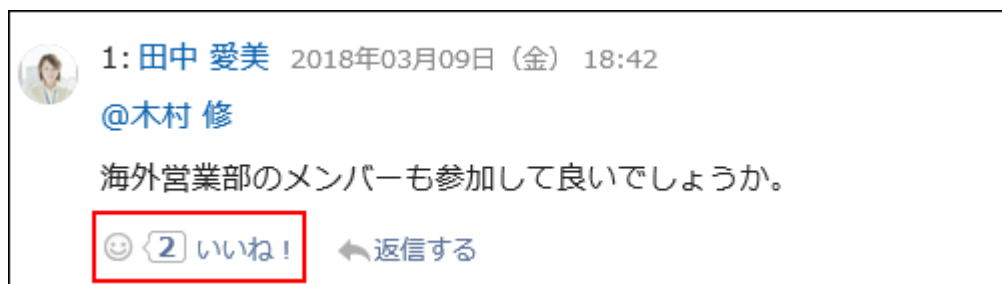 1: 田中 愛美 2018年03月09日（金） 18:42
@木村 修
海外営業部のメンバーも参加して良いでしょうか。
2 いいね！ 返信する